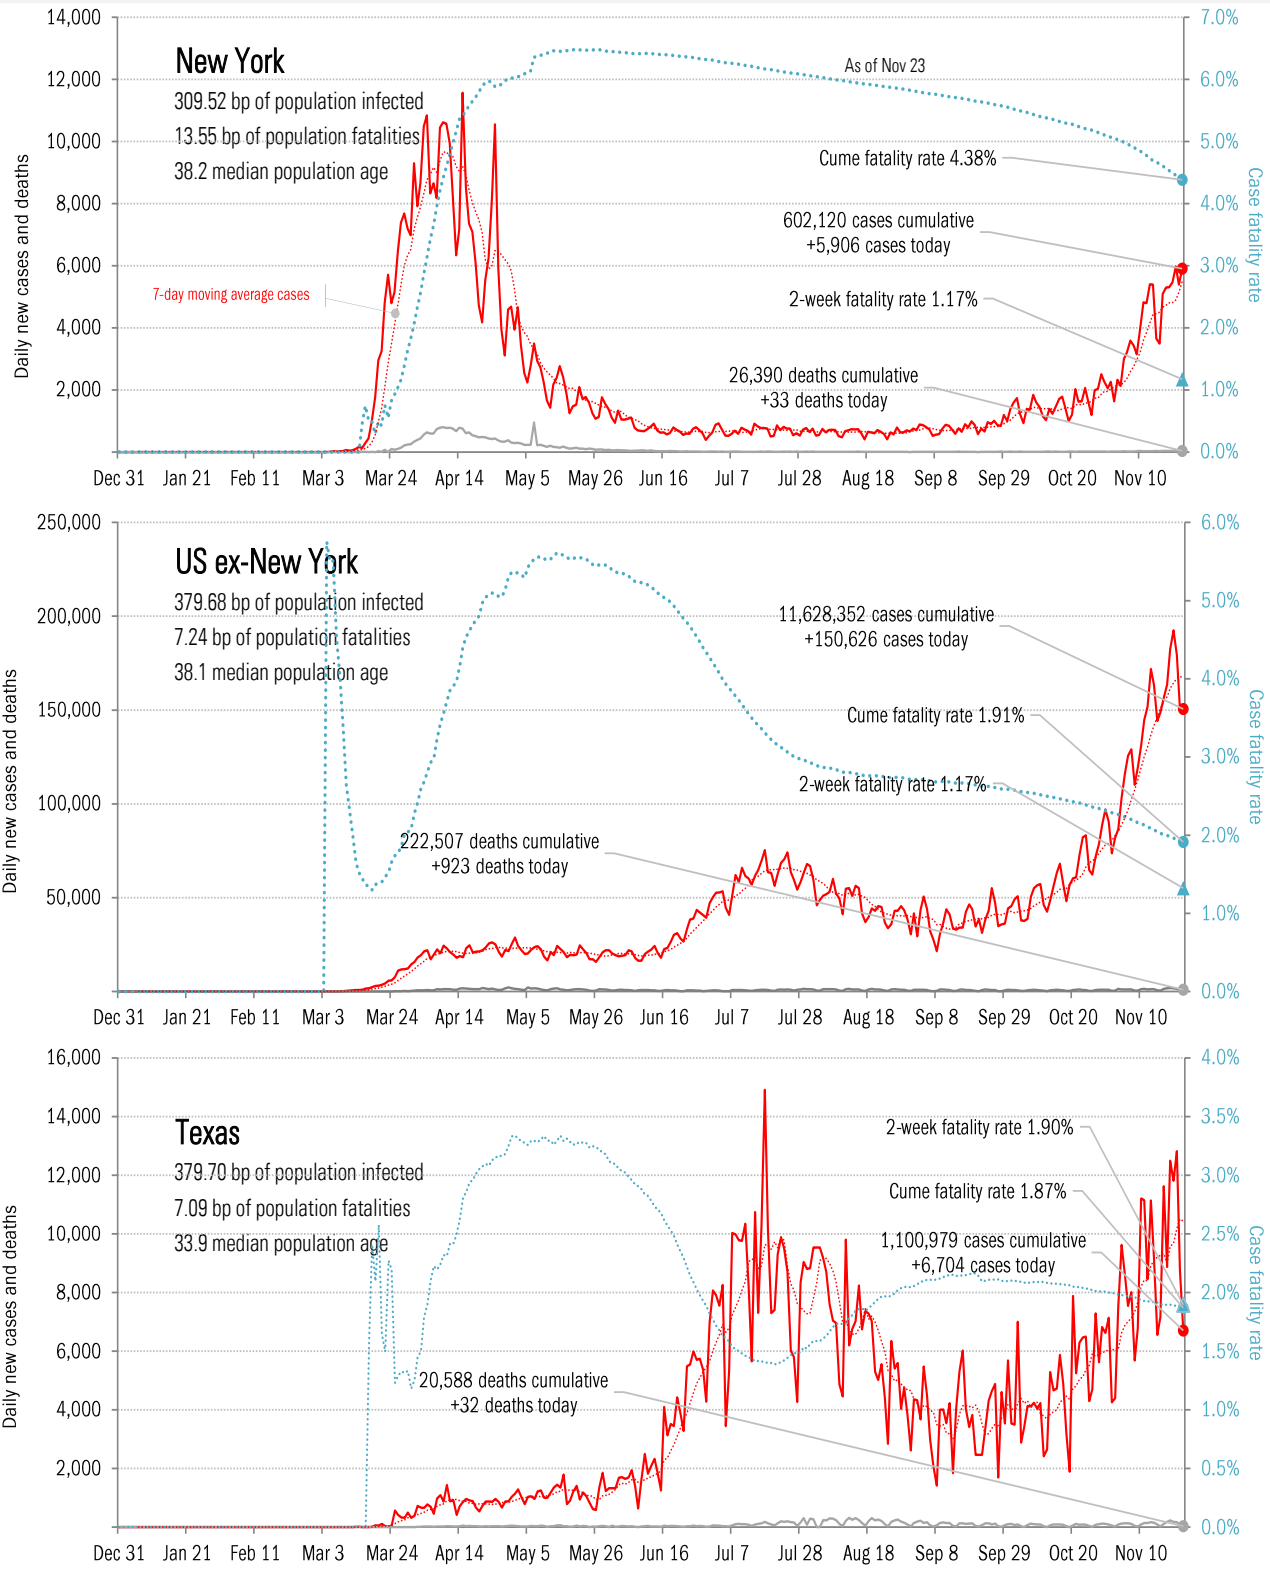 14,000
12,000
10,000
8,000
6,000
4,000
2,000
Daily new cases and deaths
7.0%
6.0%
5.0%
4.0%
3.0%
2.0%
1.0%
0.0%
Case fatality rate
New York
309.52 bp of population infected
13.55 bp of population fatalities
38.2 median population age
7-day moving average cases
As of Nov 23
Cume fatality rate 4.38%
602,120 cases cumulative
+5,906 cases today
2-week fatality rate 1.17%
26,390 deaths cumulative
+33 deaths today
Dec 31 Jan 21 Feb 11 Mar 3 Mar 24 Apr 14 May 5 May 26 Jun 16 Jul 7 Jul 28 Aug 18 Sep 8 Sep 29 Oct 20 Nov 10
250,000
200,000
150,000
100,000
50,000
Daily new cases and deaths
6.0%
5.0%
4.0%
3.0%
2.0%
1.0%
0.0%
Case fatality rate
US ex-New York
379.68 bp of population infected
7.24 bp of population fatalities
38.1 median population age
11,628,352 cases cumulative
+150,626 cases today
Cume fatality rate 1.91%
2-week fatality rate 1.17%
222,507 deaths cumulative
+923 deaths today
Dec 31 Jan 21 Feb 11 Mar 3 Mar 24 Apr 14 May 5 May 26 Jun 16 Jul 7 Jul 28 Aug 18 Sep 8 Sep 29 Oct 20 Nov 10
16,000
14,000
12,000
10,000
8,000
6,000
4,000
2,000
Daily new cases and deaths
4.0%
3.5%
3.0%
2.5%
2.0%
1.5%
1.0%
0.5%
0.0%
Case fatality rate
Texas
379.70 bp of population infected
7.09 bp of population fatalities
33.9 median population age
2-week fatality rate 1.90%
Cume fatality rate 1.87%
1,100,979 cases cumulative
+6,704 cases today
20,588 deaths cumulative
+32 deaths today
Dec 31 Jan 21 Feb 11 Mar 3 Mar 24 Apr 14 May 5 May 26 Jun 16 Jul 7 Jul 28 Aug 18 Sep 8 Sep 29 Oct 20 Nov 10